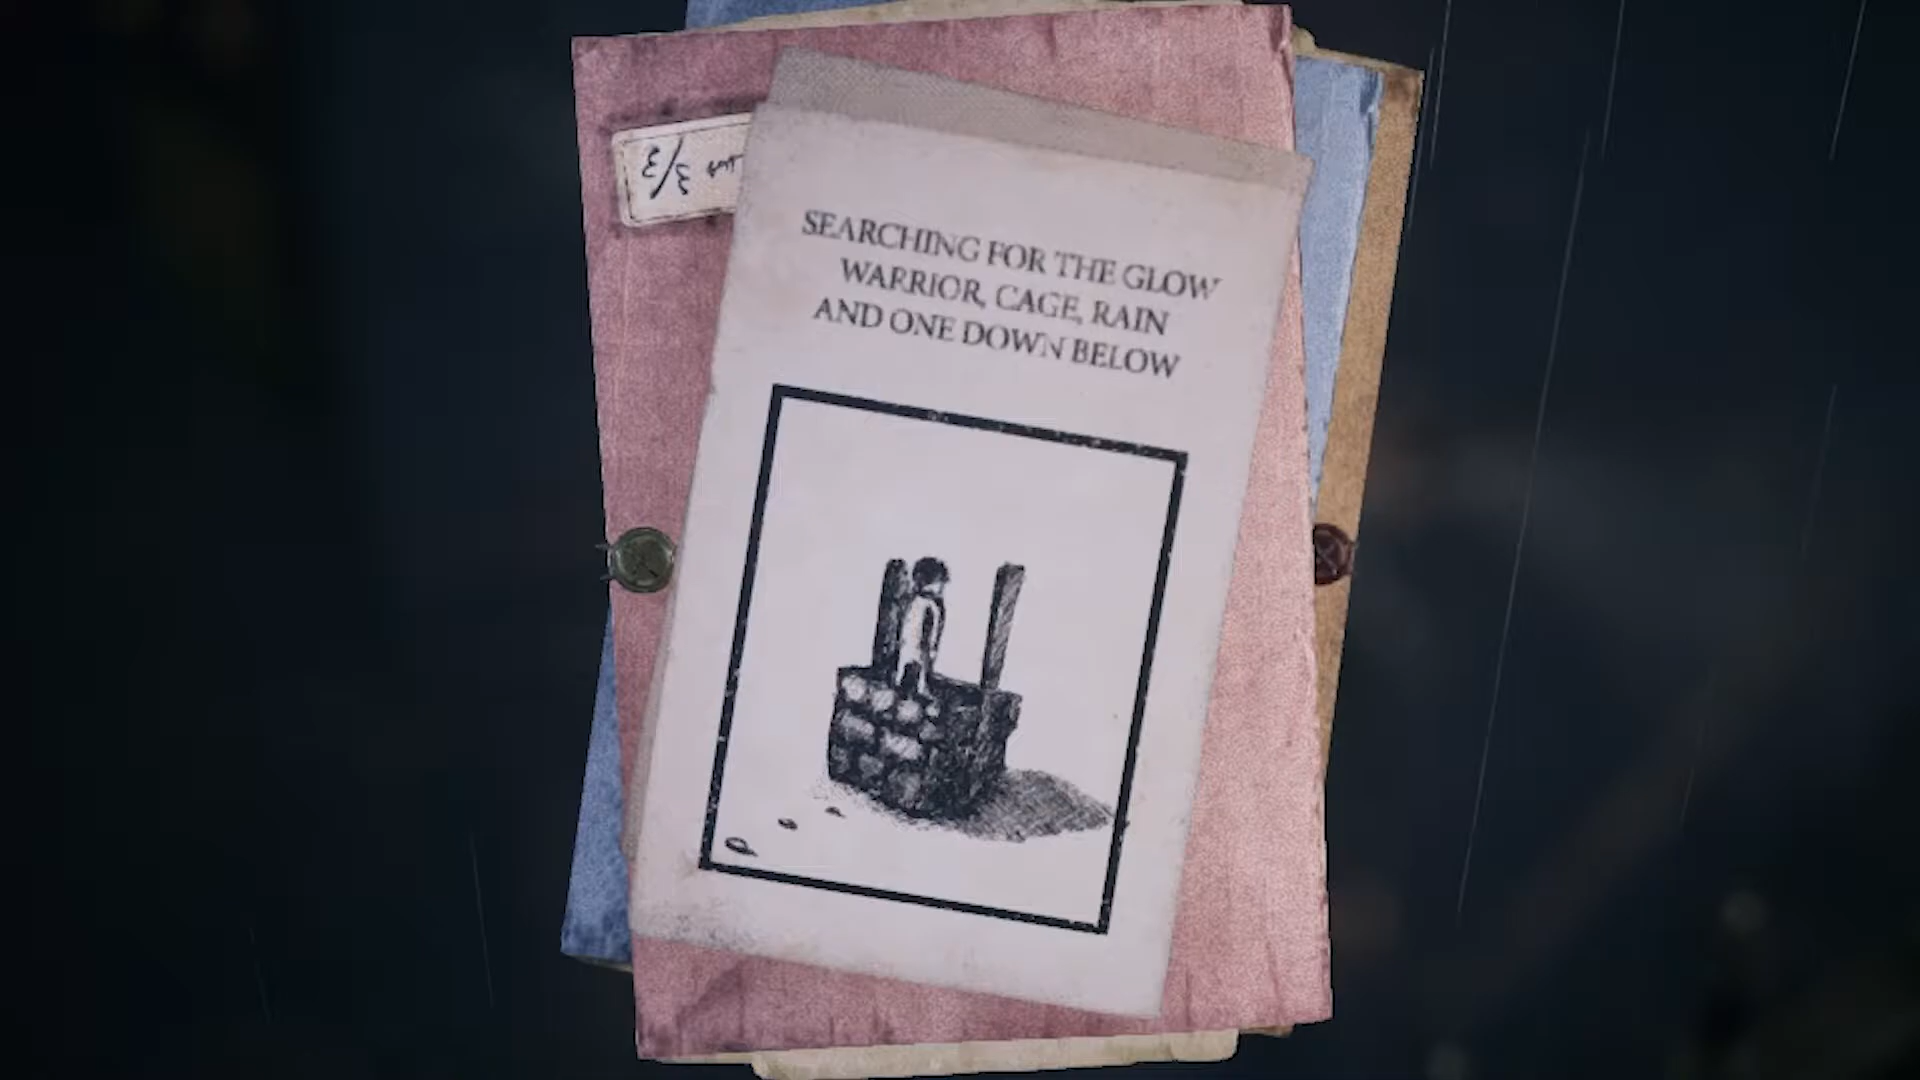 SEARCHING FOR THE GLOW
WARRIOR, CAGE, RAIN
AND ONE DOWN BELOW